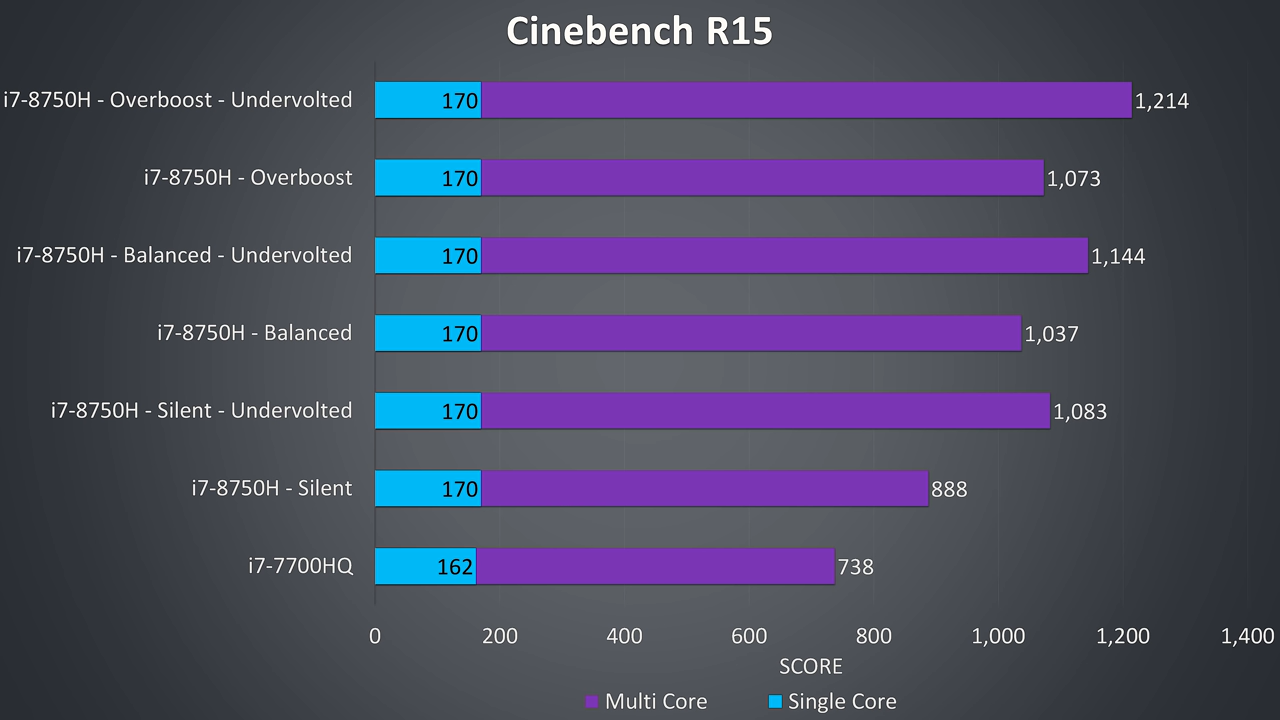 Cinebench R15
i7-8750H - Overboost - Undervolted 170 1,214
i7-8750H - Overboost 170 1,073
i7-8750H - Balanced - Undervolted 170 1,144
i7-8750H - Balanced 170 1,037
i7-8750H - Silent - Undervolted 170 1,083
i7-8750H - Silent 170 888
i7-7700HQ 162 738
0 200 400 600 800 1,000 1,200 1,400
SCORE
Multi Core Single Core